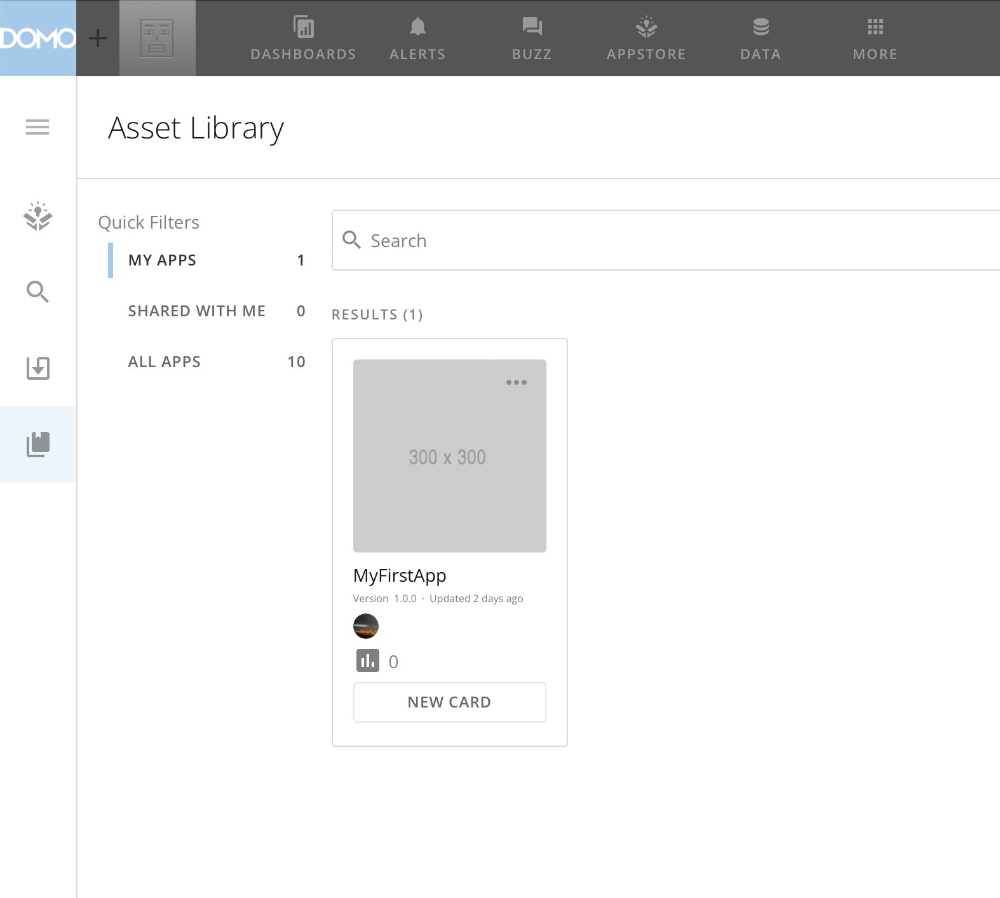 DOMO
DASHBOARDS
ALERTS
BUZZ
APPSTORE
DATA
MORE
Asset Library
Quick Filters
MY APPS 1
SHARED WITH ME 0
ALL APPS 10
Search
RESULTS (1)
300 x 300
MyFirstApp
Version 1.0.0 · Updated 2 days ago
0
NEW CARD